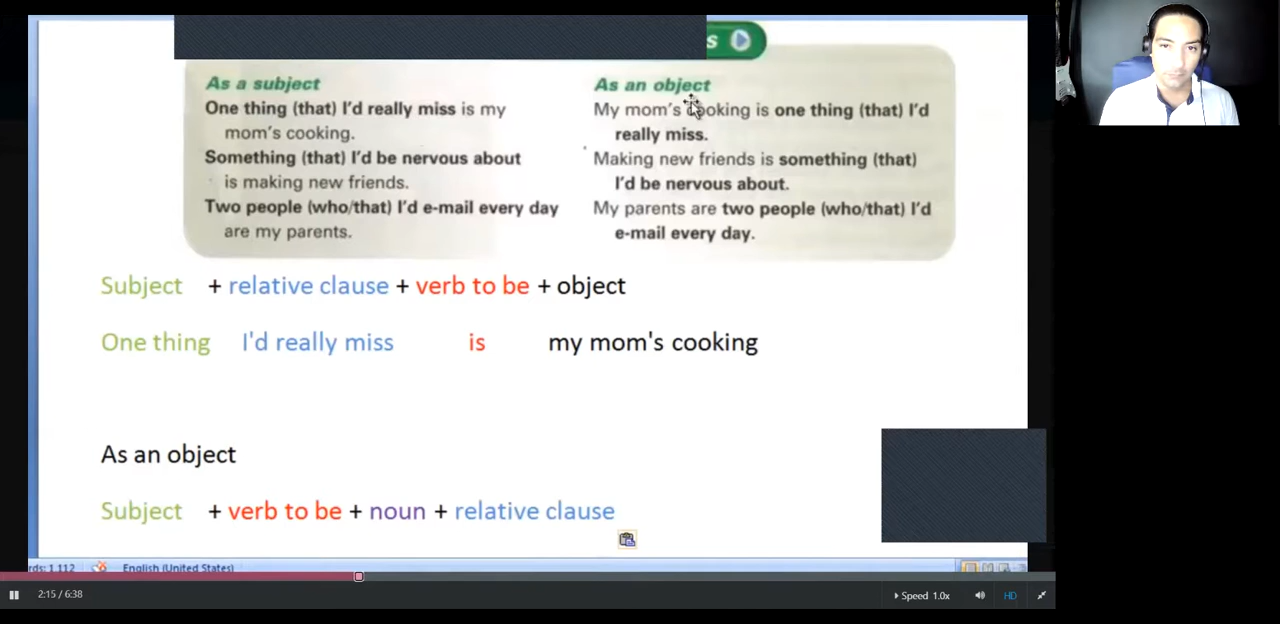 s
As a subject
One thing (that) I'd really miss is my
mom's cooking.
Something (that) I'd be nervous about
is making new friends.
Two people (who/that) I'd e-mail every day
are my parents.
As an object
My mom's cooking is one thing (that) I'd
really miss.
Making new friends is something (that)
I'd be nervous about.
My parents are two people (who/that) I'd
e-mail every day.
Subject + relative clause + verb to be + object
One thing I'd really miss is my mom's cooking
As an object
Subject + verb to be + noun + relative clause
rds: 1.112 English (United States)
2:15 / 6:38 Speed 1.0x HD